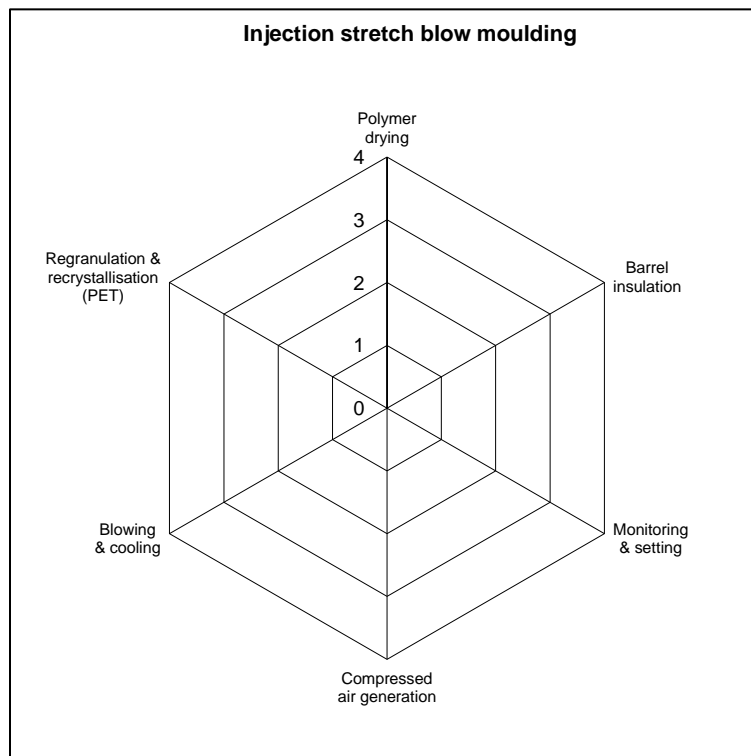 Injection stretch blow moulding
Polymer
drying
4
3
2
1
0
Regranulation &
recrystallisation
(PET)
Barrel
insulation
Blowing
& cooling
Monitoring
& setting
Compressed
air generation